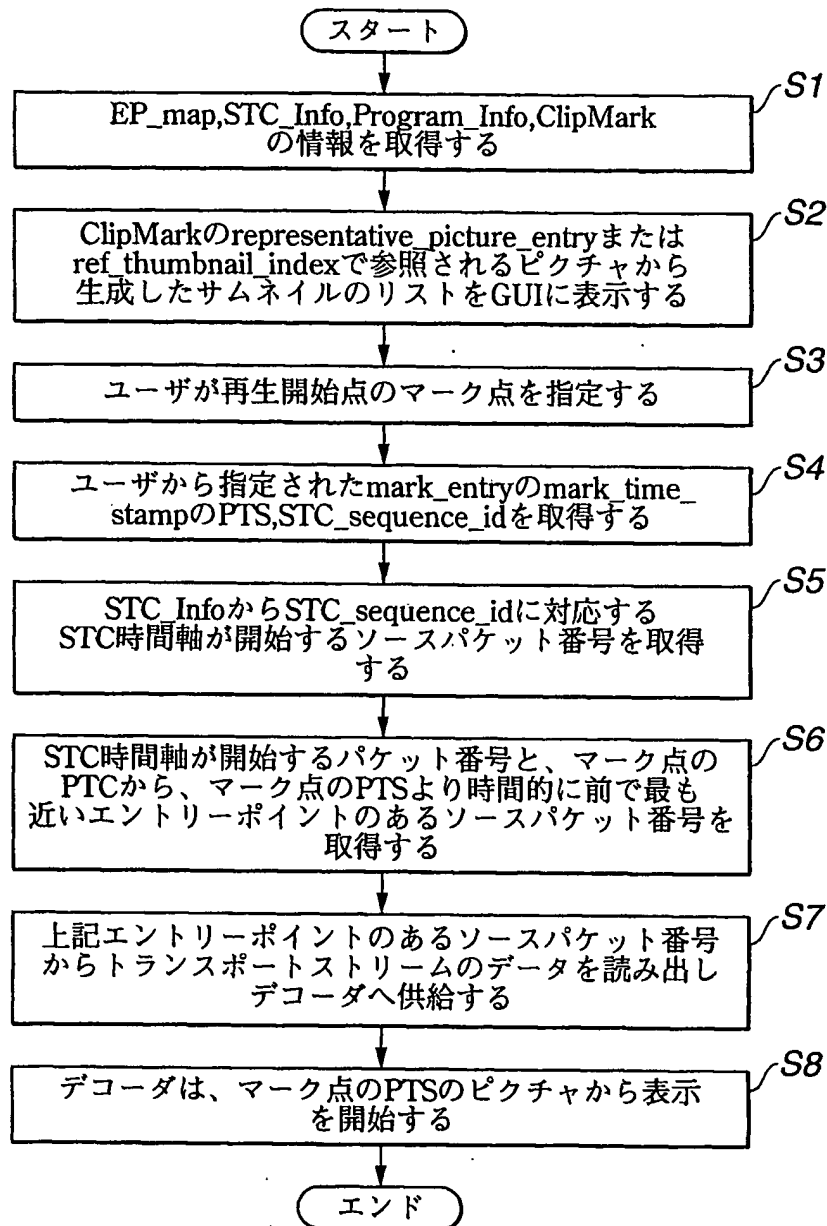 スタート
S1
EP_map,STC_Info,Program_Info,ClipMark
の情報を取得する
S2
ClipMarkのrepresentative_picture_entryまたは
ref_thumbnail_indexで参照されるピクチャから
生成したサムネイルのリストをGUIに表示する
S3
ユーザが再生開始点のマーク点を指定する
S4
ユーザから指定されたmark_entryのmark_time_
stampのPTS,STC_sequence_idを取得する
S5
STC_InfoからSTC_sequence_idに対応する
STC時間軸が開始するソースパケット番号を取得
する
S6
STC時間軸が開始するパケット番号と、マーク点の
PTCから、マーク点のPTSより時間的に前で最も
近いエントリーポイントのあるソースパケット番号を
取得する
S7
上記エントリーポイントのあるソースパケット番号
からトランスポートストリームのデータを読み出し
デコーダへ供給する
S8
デコーダは、マーク点のPTSのピクチャから表示
を開始する
エンド